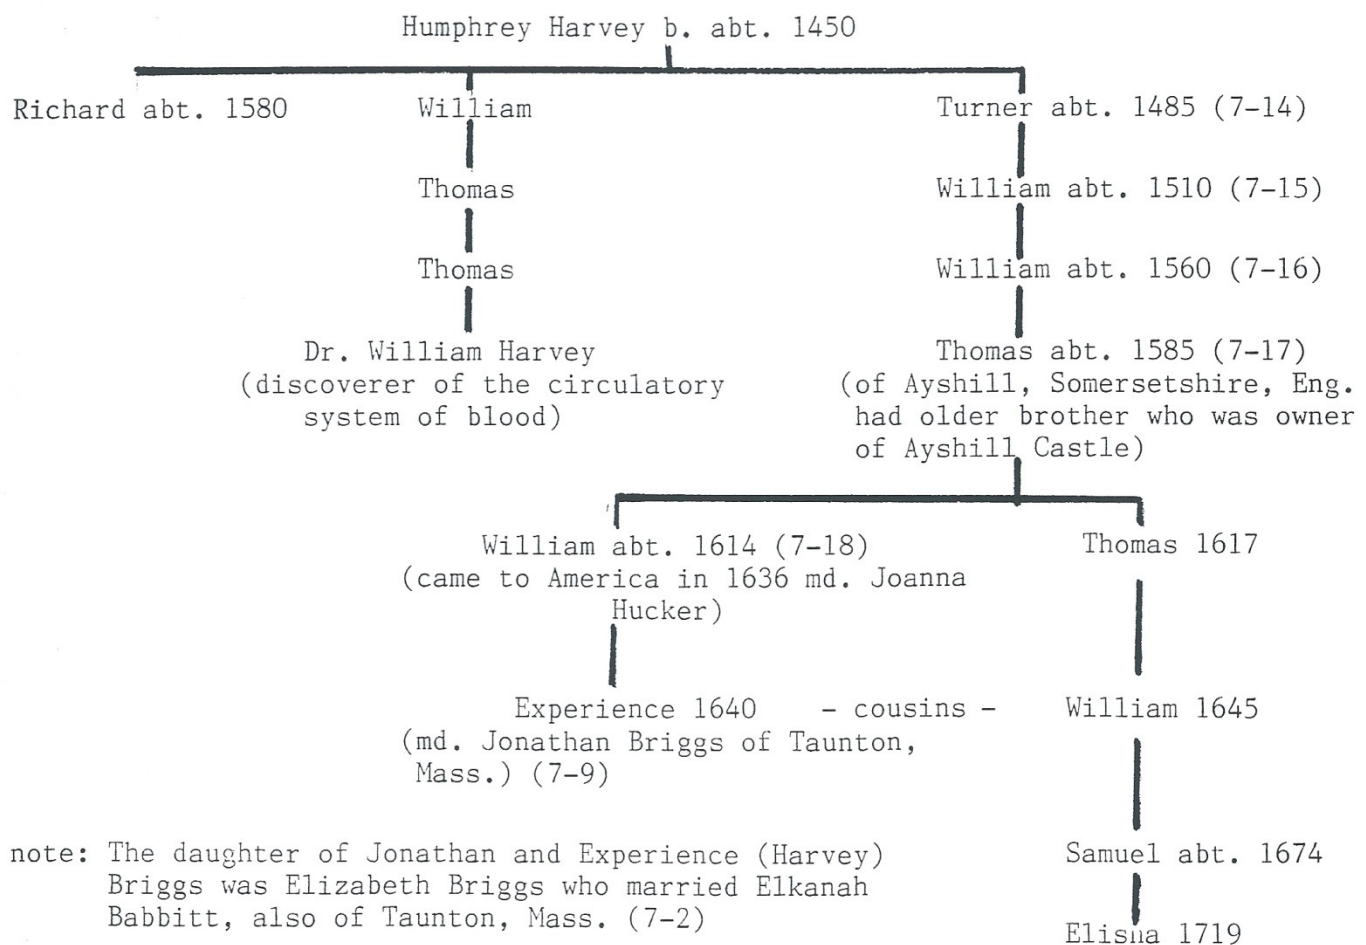 Humphrey Harvey b. abt. 1450
Richard abt. 1580
William
Turner abt. 1485 (7-14)
Thomas
William abt. 1510 (7-15)
Thomas
William abt. 1560 (7-16)
Dr. William Harvey
(discoverer of the circulatory
system of blood)
Thomas abt. 1585 (7-17)
(of Ayshill, Somersetshire, Eng.
had older brother who was owner
of Ayshill Castle)
William abt. 1614 (7-18)
(came to America in 1636 md. Joanna
Hucker)
Thomas 1617
Experience 1640 - cousins - William 1645
(md. Jonathan Briggs of Taunton,
Mass.) (7-9)
note: The daughter of Jonathan and Experience (Harvey)
Briggs was Elizabeth Briggs who married Elkanah
Babbitt, also of Taunton, Mass. (7-2)
Samuel abt. 1674
Elisha 1719